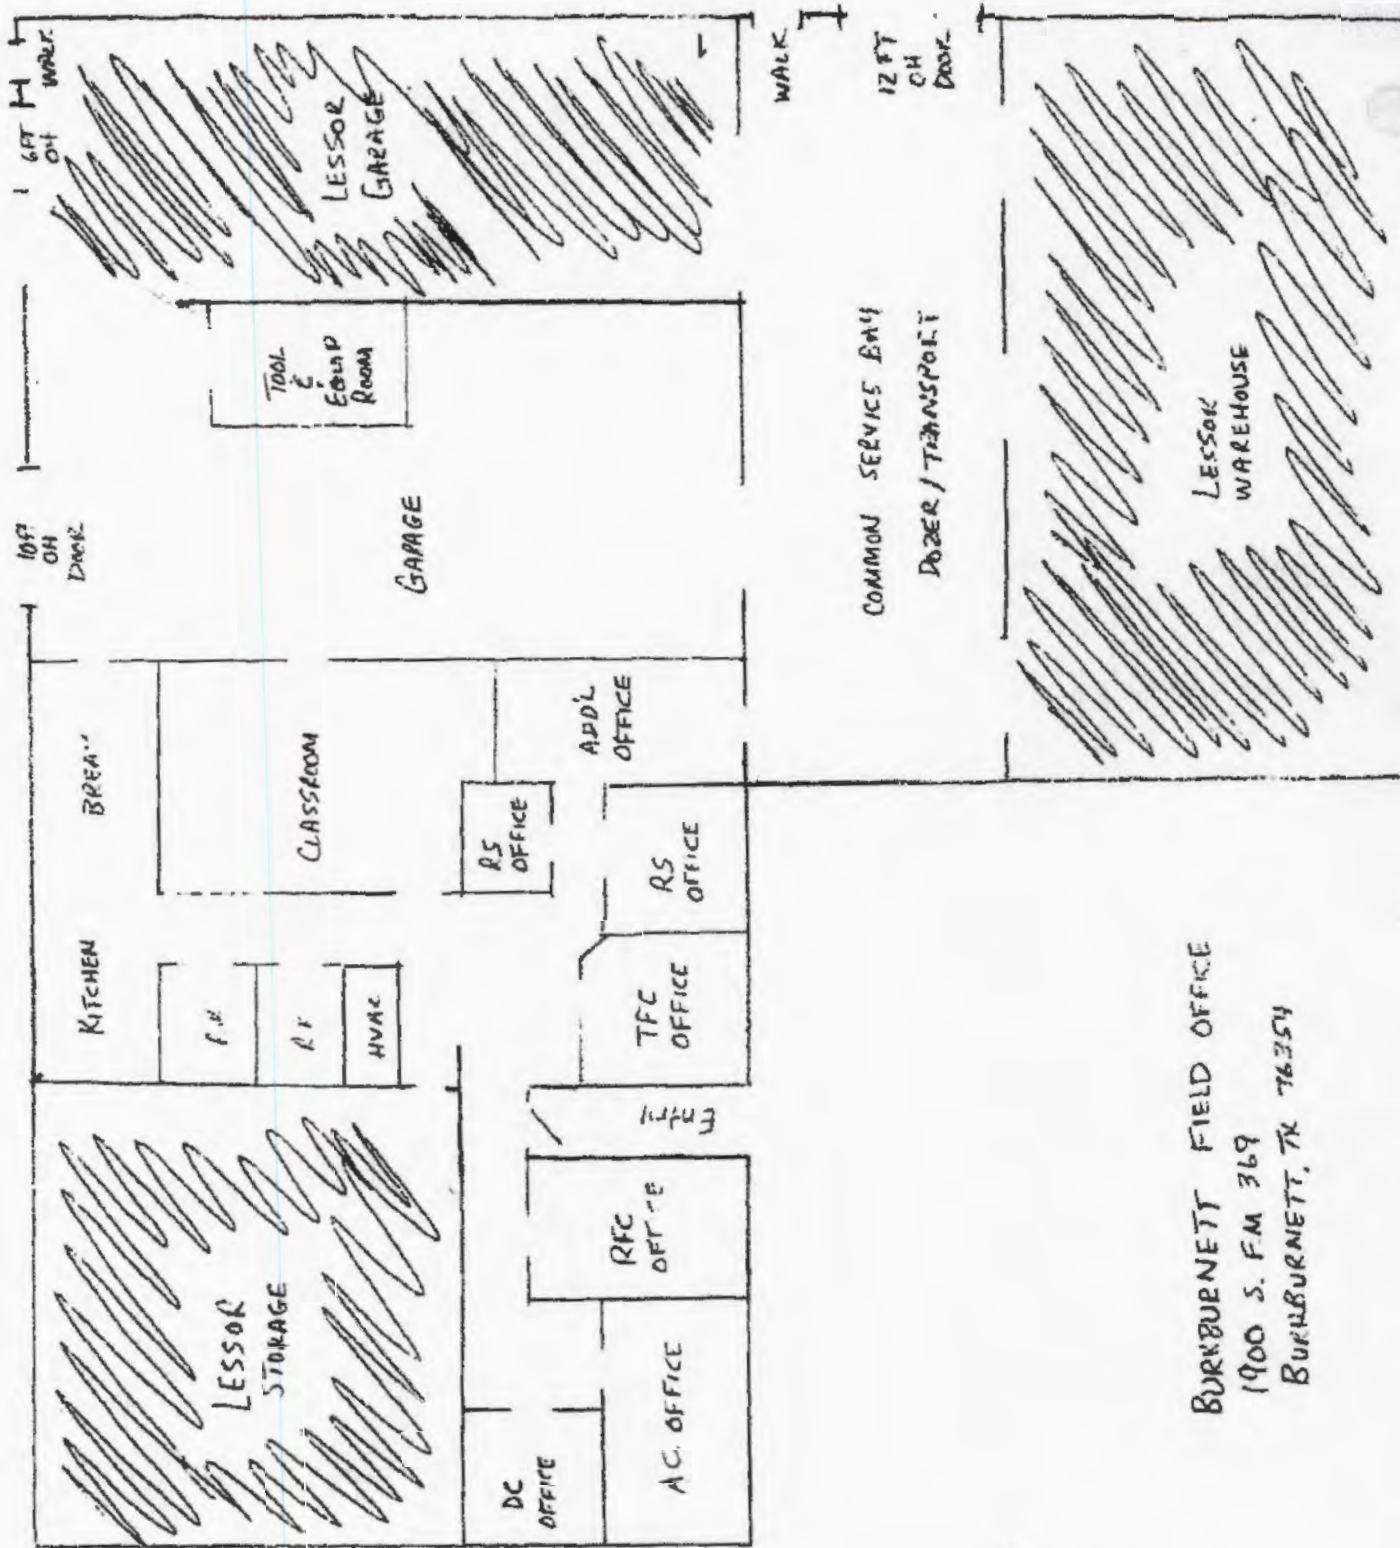 6FT
OH
WALK
LESSOR
GARAGE
WALK
12 FT
OH
DOOR
TOOL
&
EQUIP
ROOM
10FT
OH
DOOR
GARAGE
COMMON SERVICE BAY
DOZER / TRANSPORT
LESSOR
WAREHOUSE
BREAK
CLASSROOM
ADD'L
OFFICE
RS
OFFICE
RS
OFFICE
KITCHEN
HVAC
TFC
OFFICE
LESSOR
STORAGE
RFC
OFFICE
DC
OFFICE
A.C. OFFICE
BURKBURNETT FIELD OFFICE
1900 S. F.M 369
BURKBURNETT, TX 76354